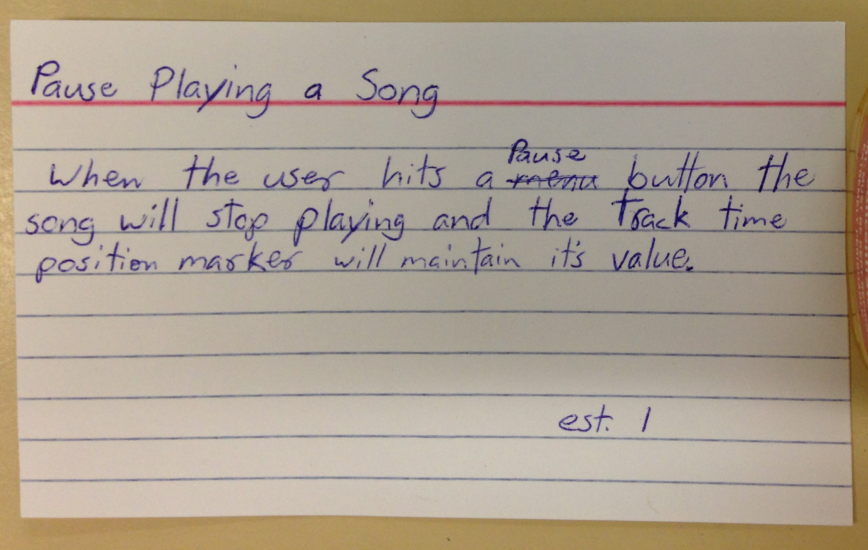 Pause Playing a Song
When the user hits a menu Pause button the
song will stop playing and the Track time
position marker will maintain it's value.
est. 1